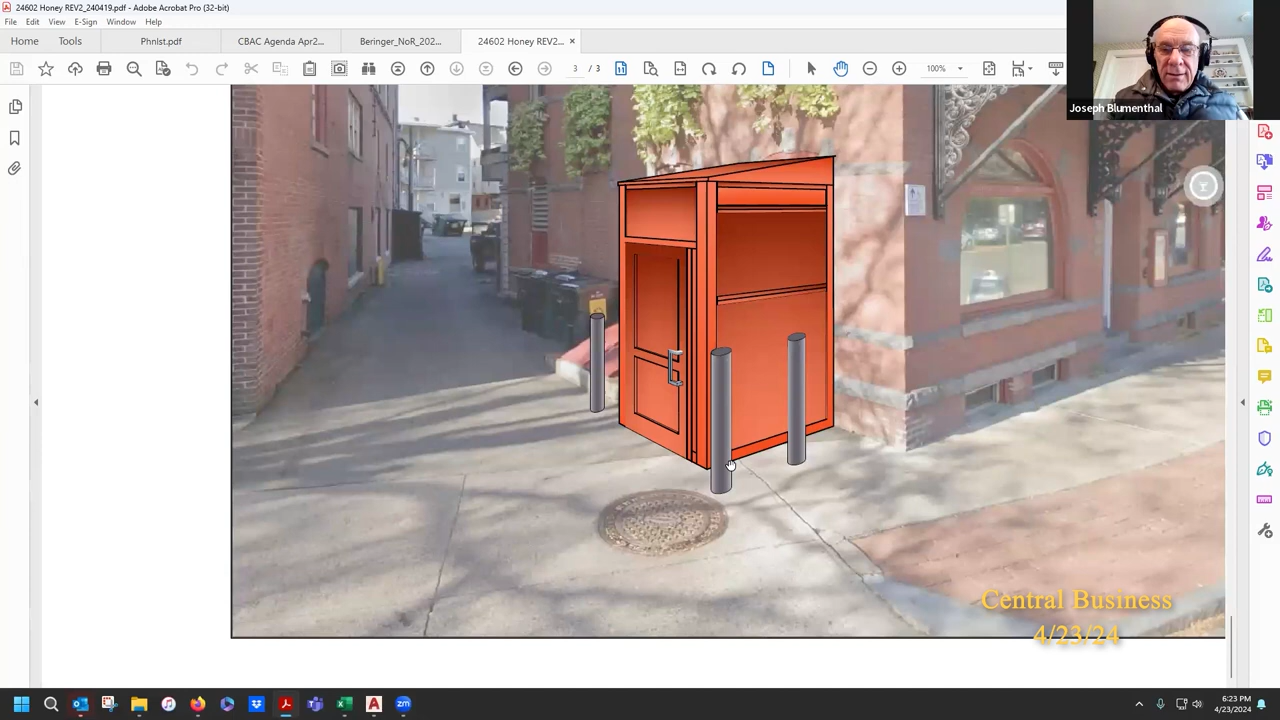 24602 Honey REV2_240419.pdf - Adobe Acrobat Pro (32-bit)
File Edit View E-Sign Window Help
Home Tools Phnlst.pdf CBAC Agenda Apr2... Beringer_NoR_202... 24602 Honey REV2... ×
3 / 3 100%
Joseph Blumenthal
Central Business
4/23/24
6:23 PM
4/23/2024